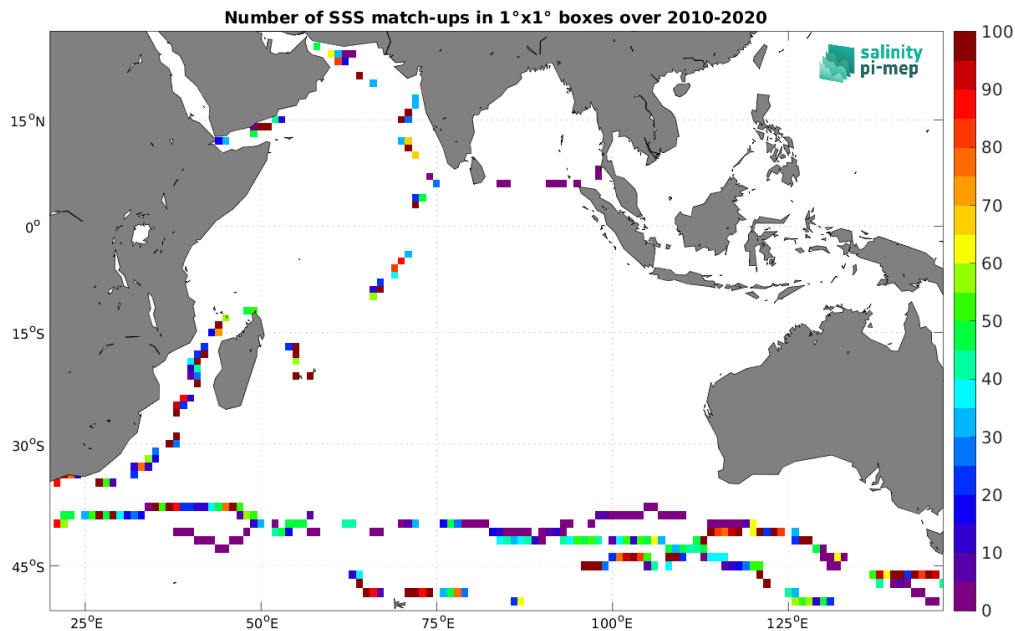 Number of SSS match-ups in 1°x1° boxes over 2010-2020
salinity
pi-mep
15°N
0°
15°S
30°S
45°S
25°E
50°E
75°E
100°E
125°E
100
90
80
70
60
50
40
30
20
10
0